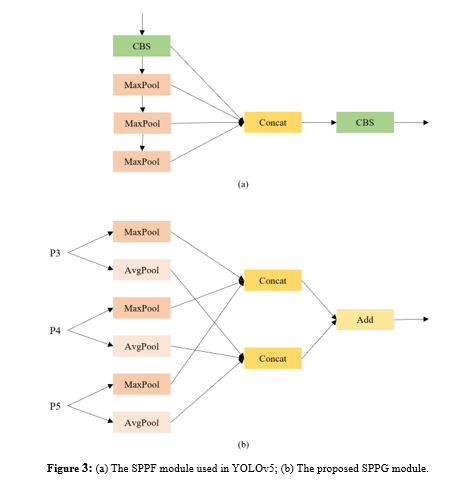 CBS
MaxPool
MaxPool
MaxPool
Concat
CBS
(a)
P3
MaxPool
AvgPool
P4
MaxPool
AvgPool
P5
MaxPool
AvgPool
Concat
Concat
Add
(b)
Figure 3: (a) The SPPF module used in YOLOv5; (b) The proposed SPPG module.